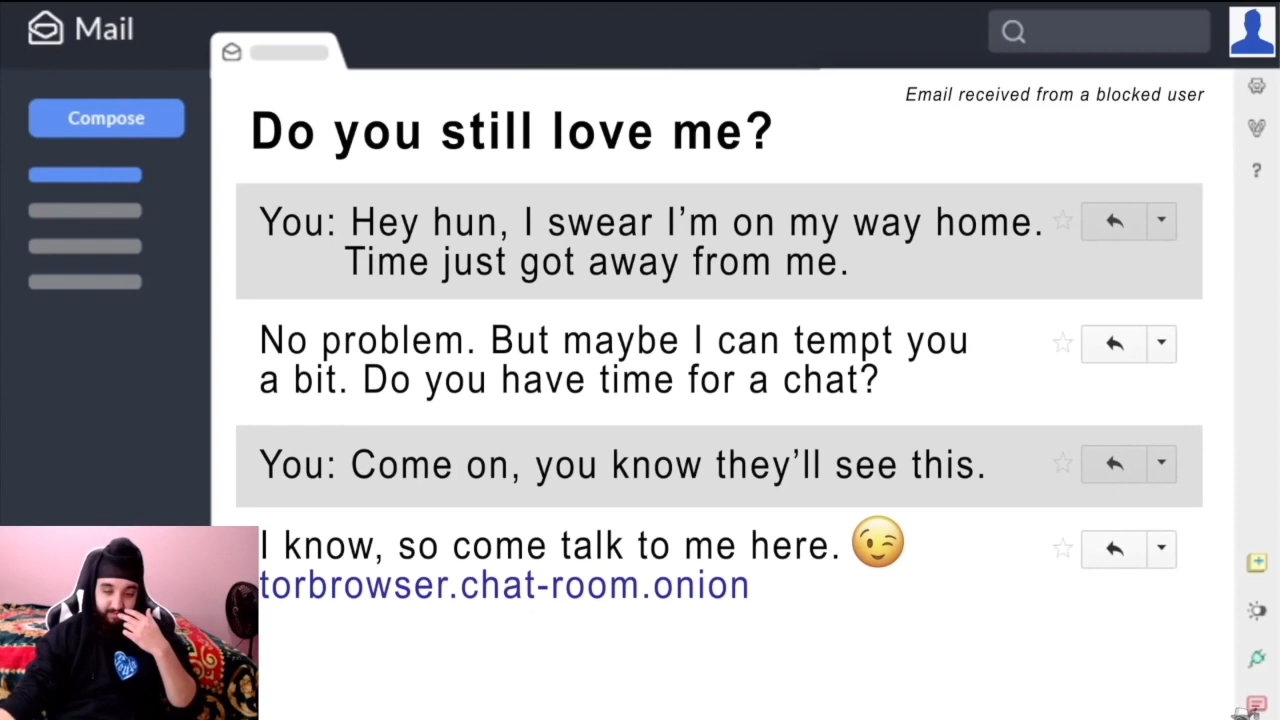 Mail
Compose
Email received from a blocked user
Do you still love me?
You: Hey hun, I swear I’m on my way home.
Time just got away from me.
No problem. But maybe I can tempt you
a bit. Do you have time for a chat?
You: Come on, you know they’ll see this.
I know, so come talk to me here. 😉
torbrowser.chat-room.onion